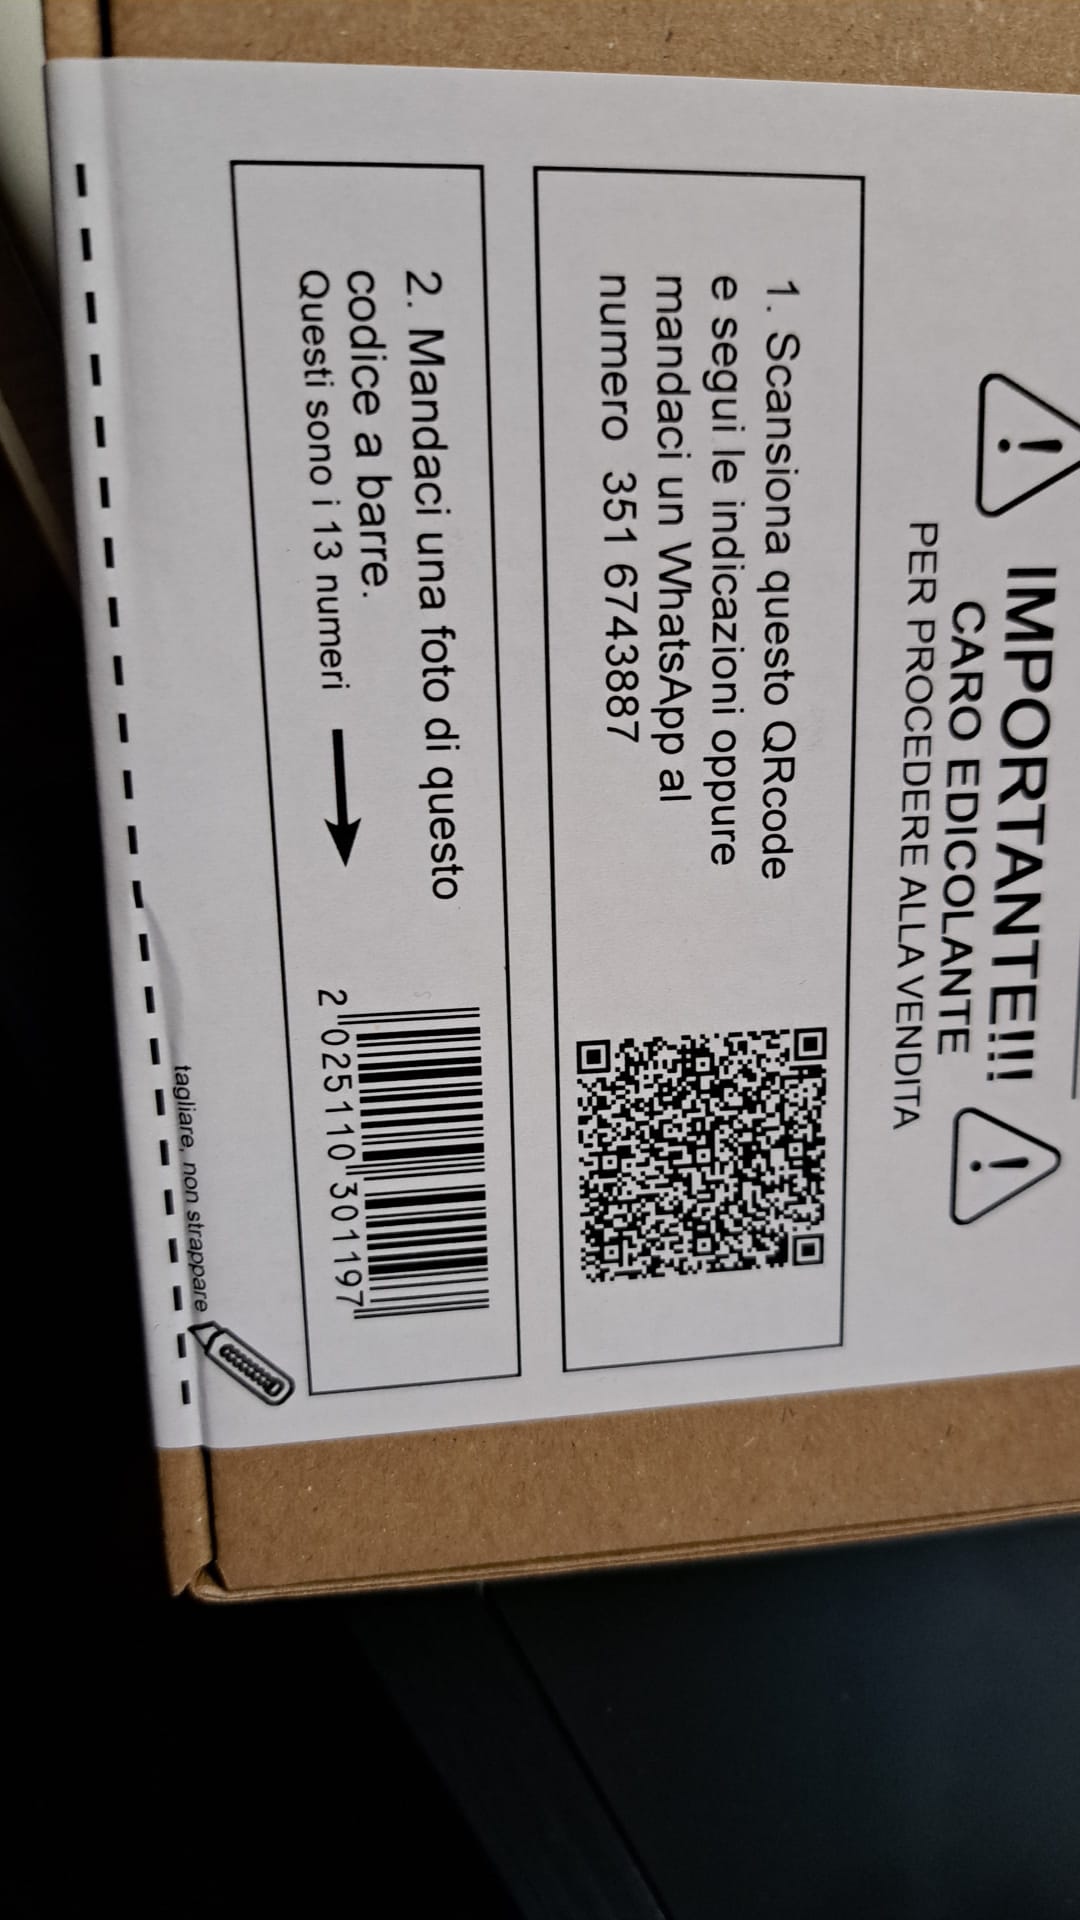 IMPORTANTE!!!
CARO EDICOLANTE
PER PROCEDERE ALLA VENDITA
1. Scansiona questo QRcode
e segui le indicazioni oppure
mandaci un WhatsApp al
numero 351 6743887
2. Mandaci una foto di questo
codice a barre.
Questi sono i 13 numeri
2 025110 301197
tagliare, non strappare